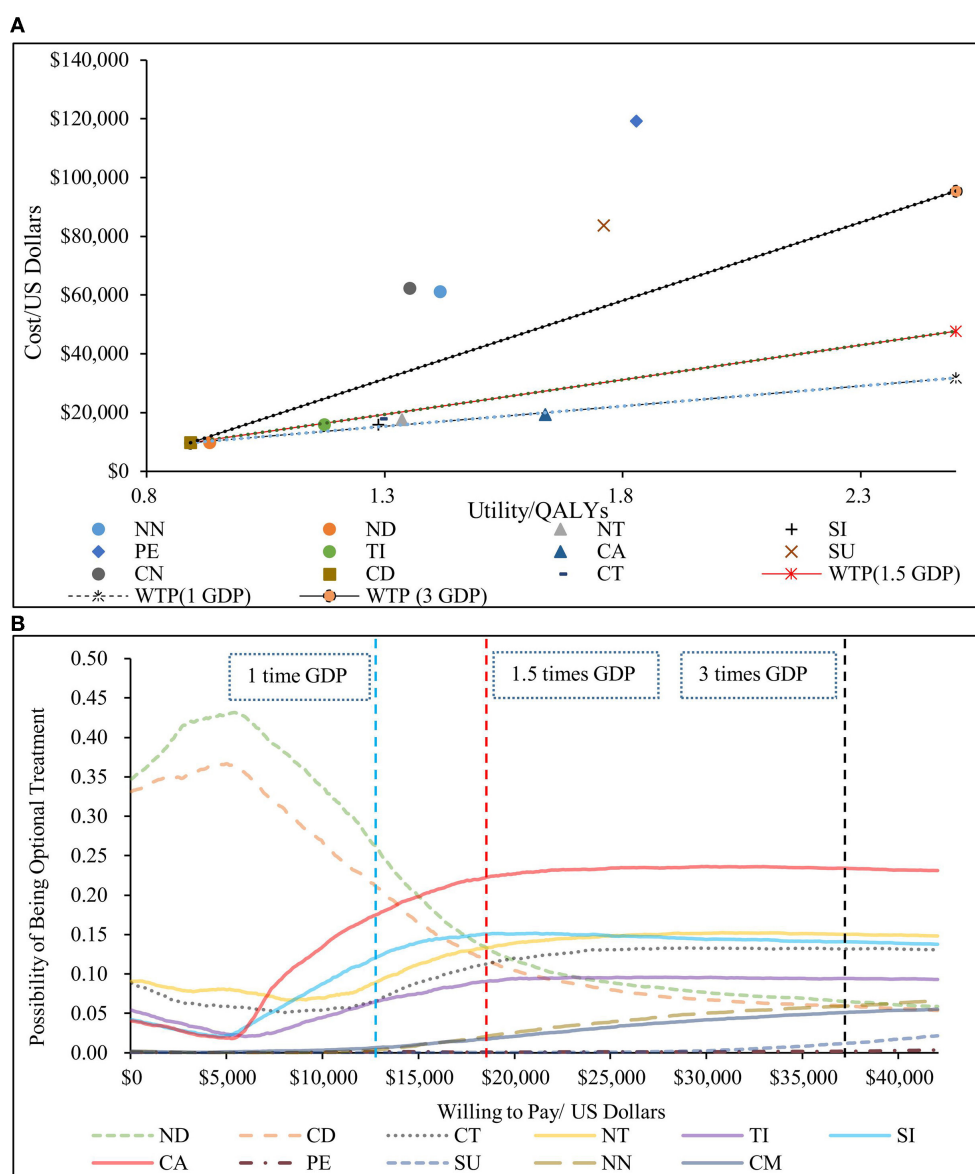 A
$140,000
$120,000
$100,000
$80,000
$60,000
$40,000
$20,000
$0
Cost/US Dollars
0.8 1.3 1.8 2.3
Utility/QALYs
NN ND NT SI
PE TI CA SU
CN CD CT WTP(1.5 GDP)
WTP(1 GDP) WTP (3 GDP)
B
0.50
0.45
0.40
0.35
0.30
0.25
0.20
0.15
0.10
0.05
0.00
Possibility of Being Optional Treatment
1 time GDP 1.5 times GDP 3 times GDP
$0 $5,000 $10,000 $15,000 $20,000 $25,000 $30,000 $35,000 $40,000
Willing to Pay/ US Dollars
ND CD CT NT TI SI
CA PE SU NN CM